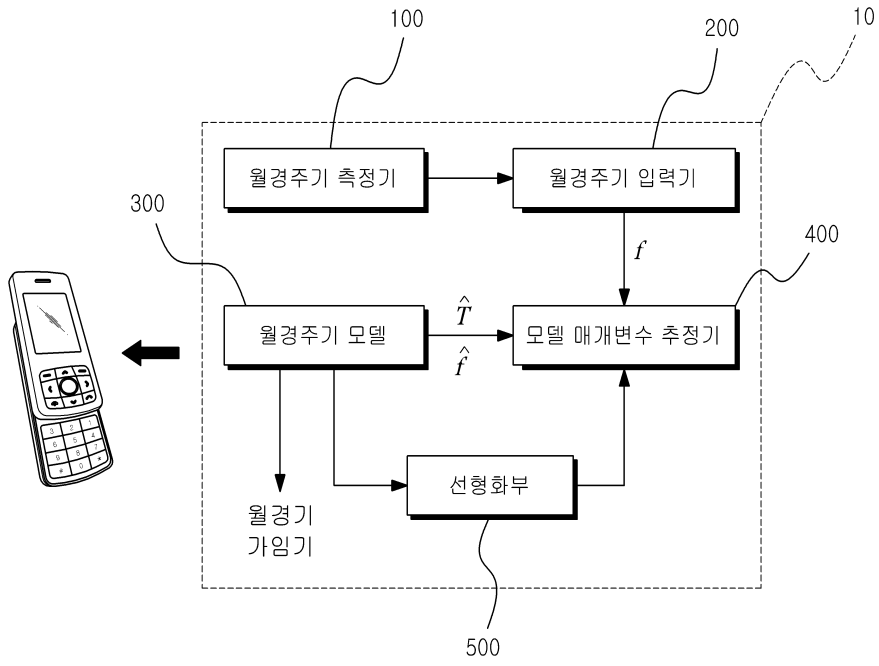 100
200
10
월경주기 측정기
월경주기 입력기
300
f
400
월경주기 모델
T̂
f̂
모델 매개변수 추정기
선형화부
월경기
가임기
500